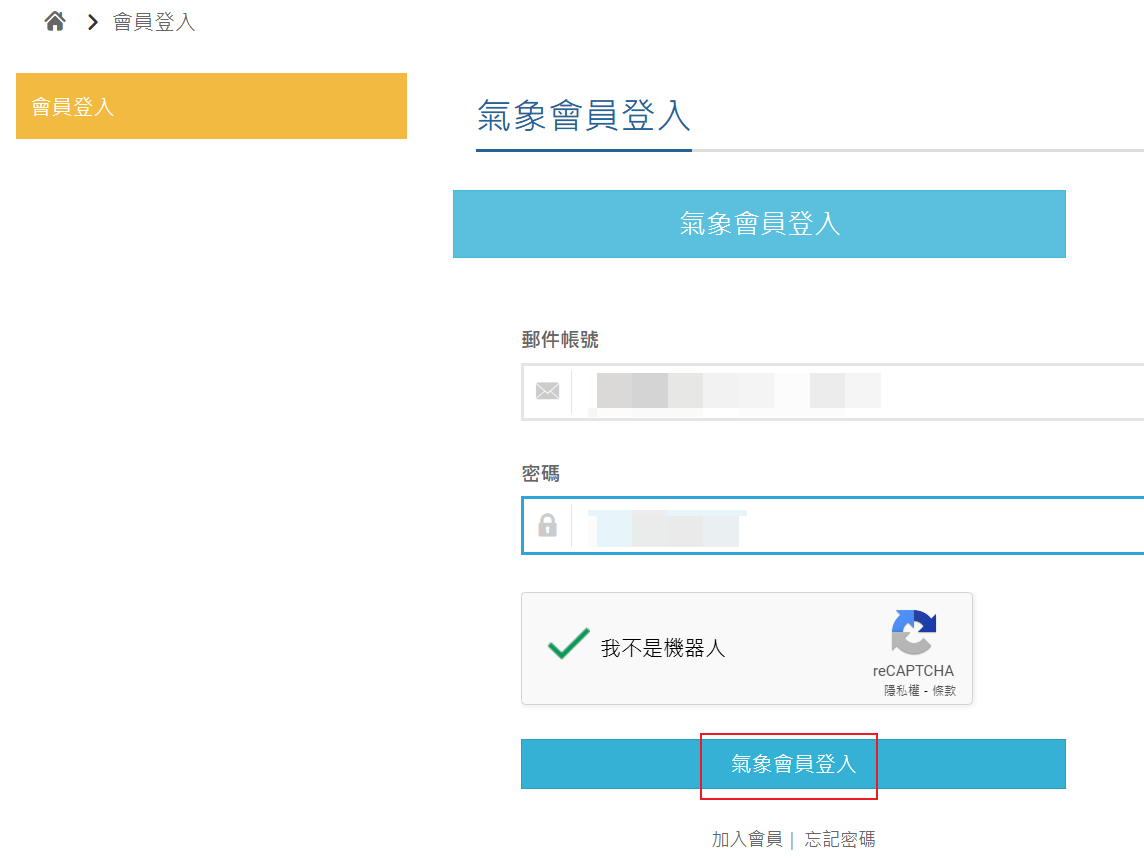 會員登入
會員登入
氣象會員登入
氣象會員登入
郵件帳號
密碼
我不是機器人
reCAPTCHA
隱私權 - 條款
氣象會員登入
加入會員 | 忘記密碼